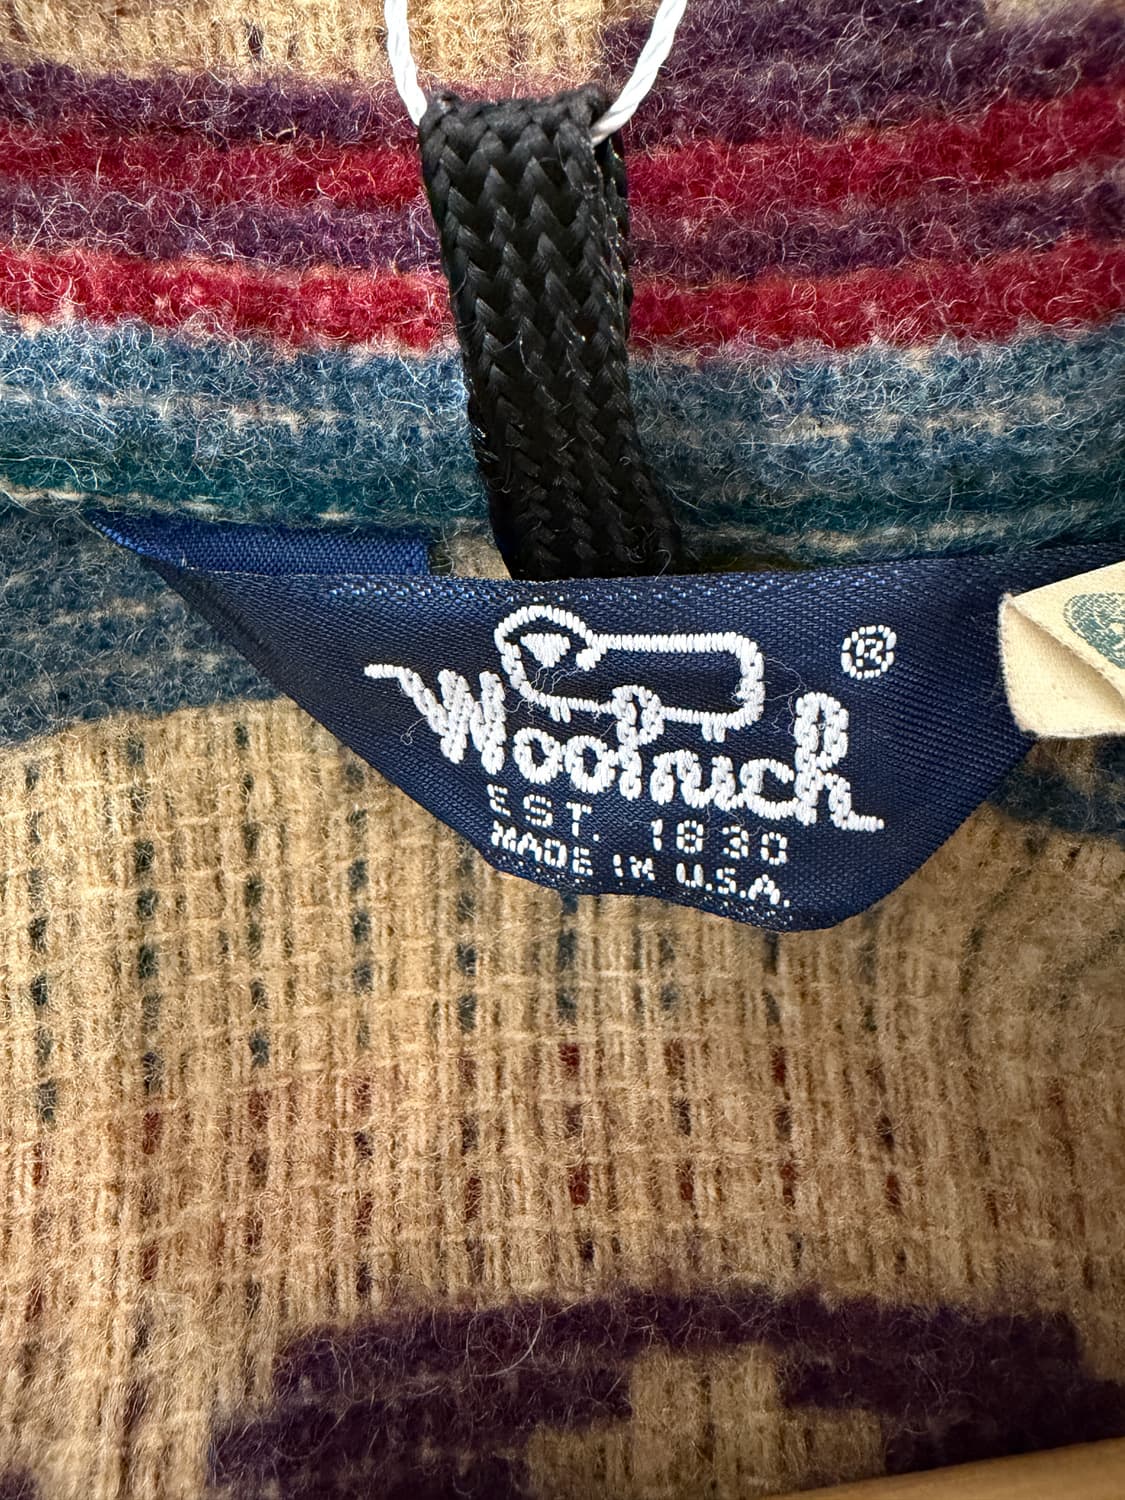 Woolrich ®
EST. 1830
MADE IN U.S.A.